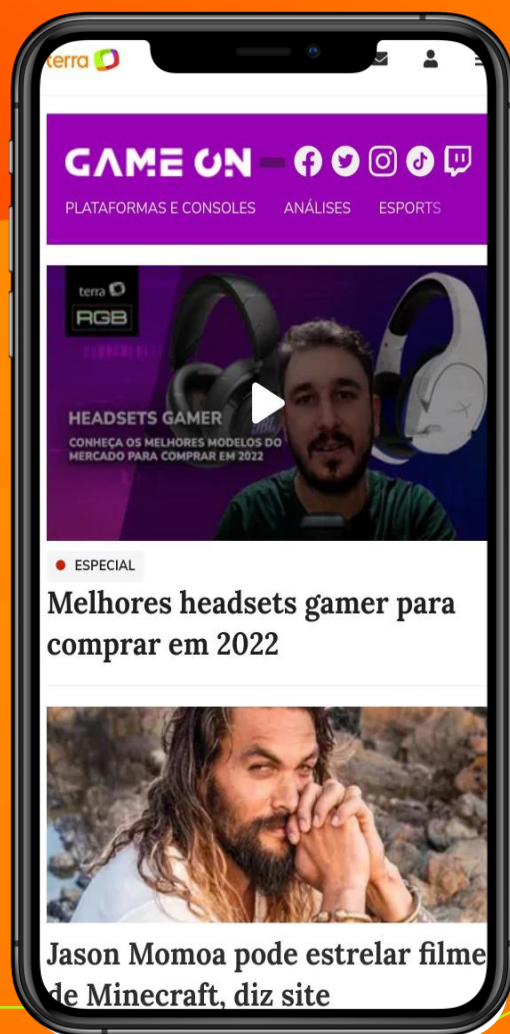 terra
GAME ON
PLATAFORMAS E CONSOLES ANÁLISES ESPORTS
terra
RGB
HEADSETS GAMER
CONHEÇA OS MELHORES MODELOS DO
MERCADO PARA COMPRAR EM 2022
JBL
ESPECIAL
Melhores headsets gamer para
comprar em 2022
Jason Momoa pode estrelar filme
de Minecraft, diz site